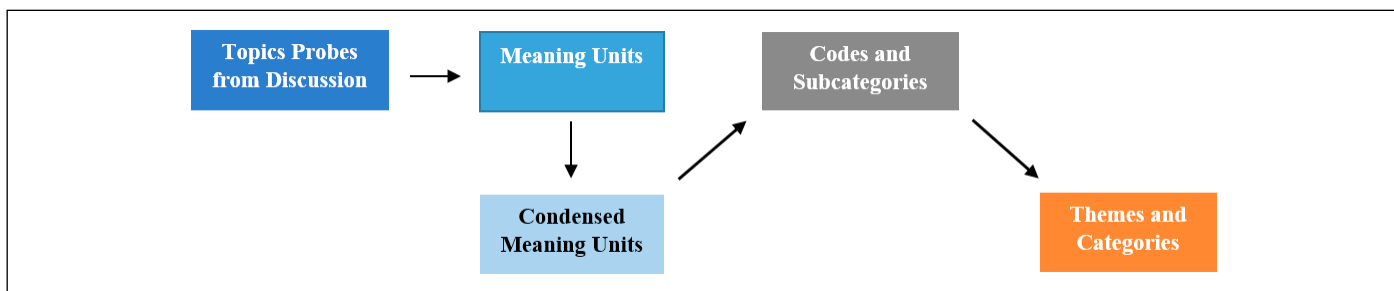 Topics Probes
from Discussion
Meaning Units
Condensed
Meaning Units
Codes and
Subcategories
Themes and
Categories